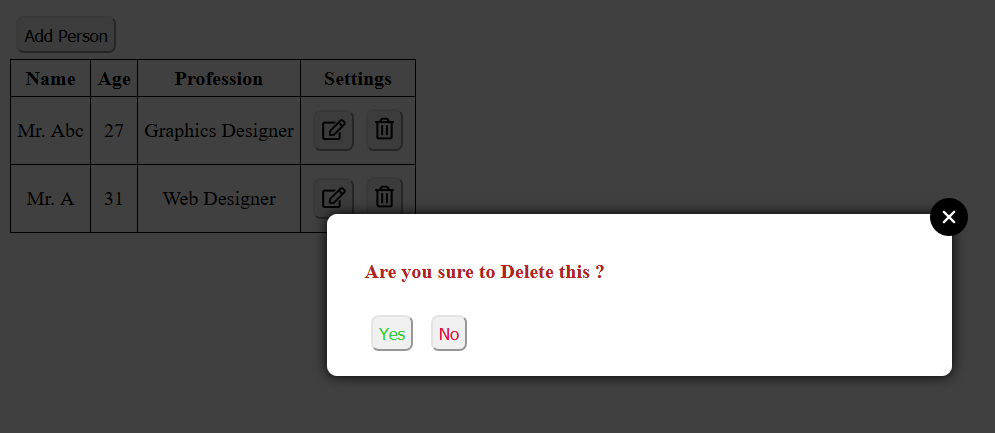 Add Person
Name Age Profession Settings
Mr. Abc 27 Graphics Designer
Mr. A 31 Web Designer
Are you sure to Delete this ?
Yes No